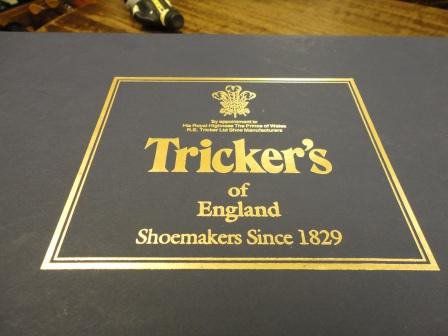 By appointment to
His Royal Highness The Prince of Wales
R.E. Tricker Ltd Shoe Manufacturers
Tricker's
of
England
Shoemakers Since 1829